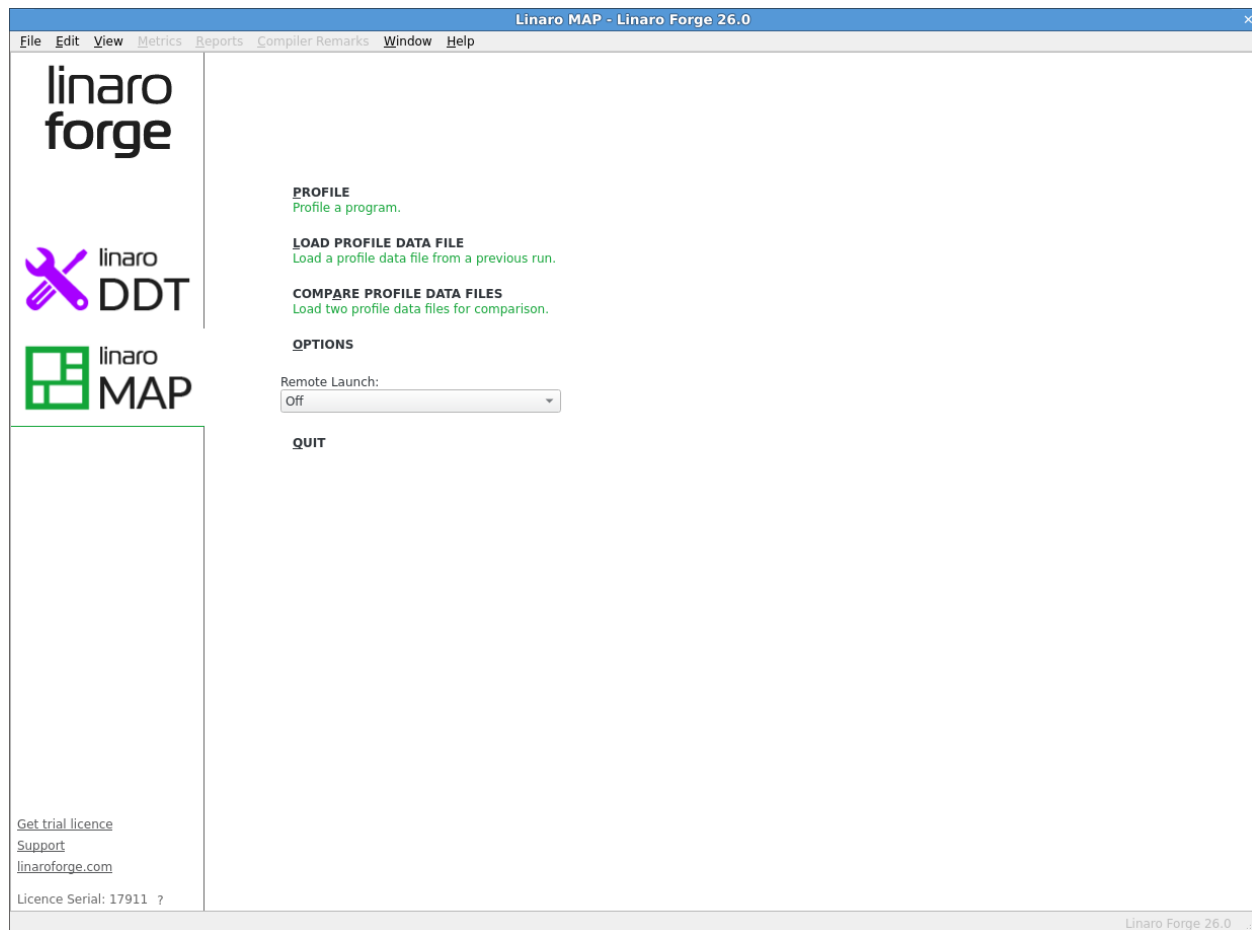 Linaro MAP - Linaro Forge 26.0
File Edit View Metrics Reports Compiler Remarks Window Help
linaro
forge
linaro
DDT
linaro
MAP
PROFILE
Profile a program.
LOAD PROFILE DATA FILE
Load a profile data file from a previous run.
COMPARE PROFILE DATA FILES
Load two profile data files for comparison.
OPTIONS
Remote Launch:
Off
QUIT
Get trial licence
Support
linaroforge.com
Licence Serial: 17911 ?
Linaro Forge 26.0